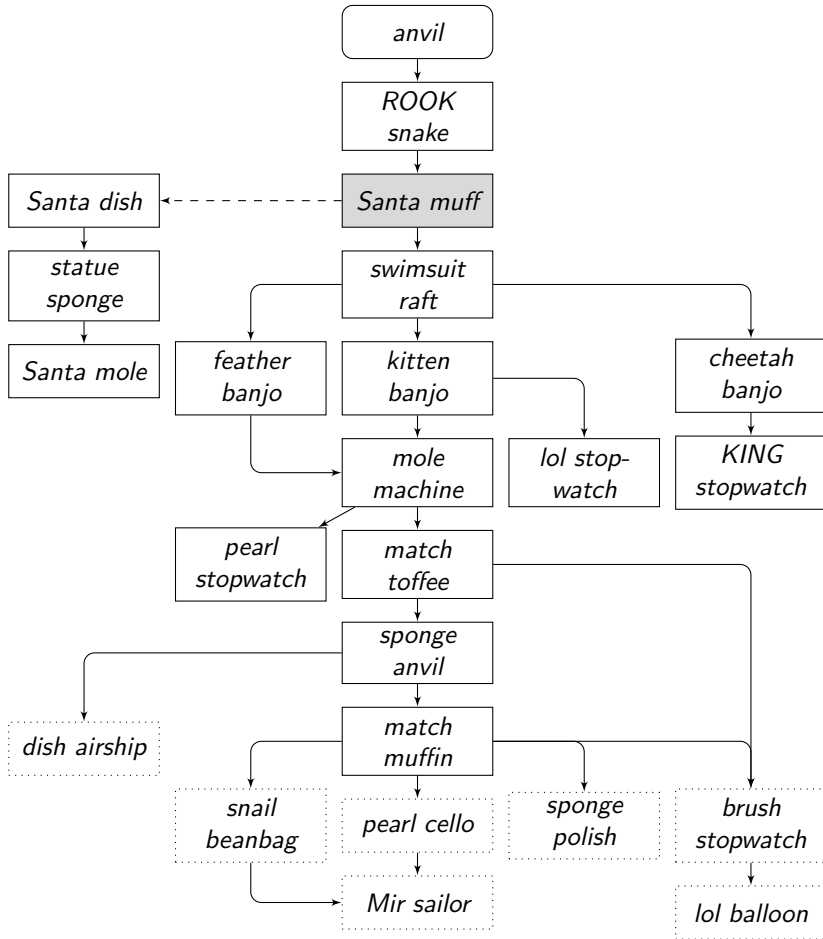 anvil
ROOK
snake
Santa dish
Santa muff
statue
sponge
swimsuit
raft
Santa mole
feather
banjo
kitten
banjo
cheetah
banjo
mole
machine
lol stop-
watch
KING
stopwatch
pearl
stopwatch
match
toffee
sponge
anvil
dish airship
match
muffin
snail
beanbag
pearl cello
sponge
polish
brush
stopwatch
Mir sailor
lol balloon